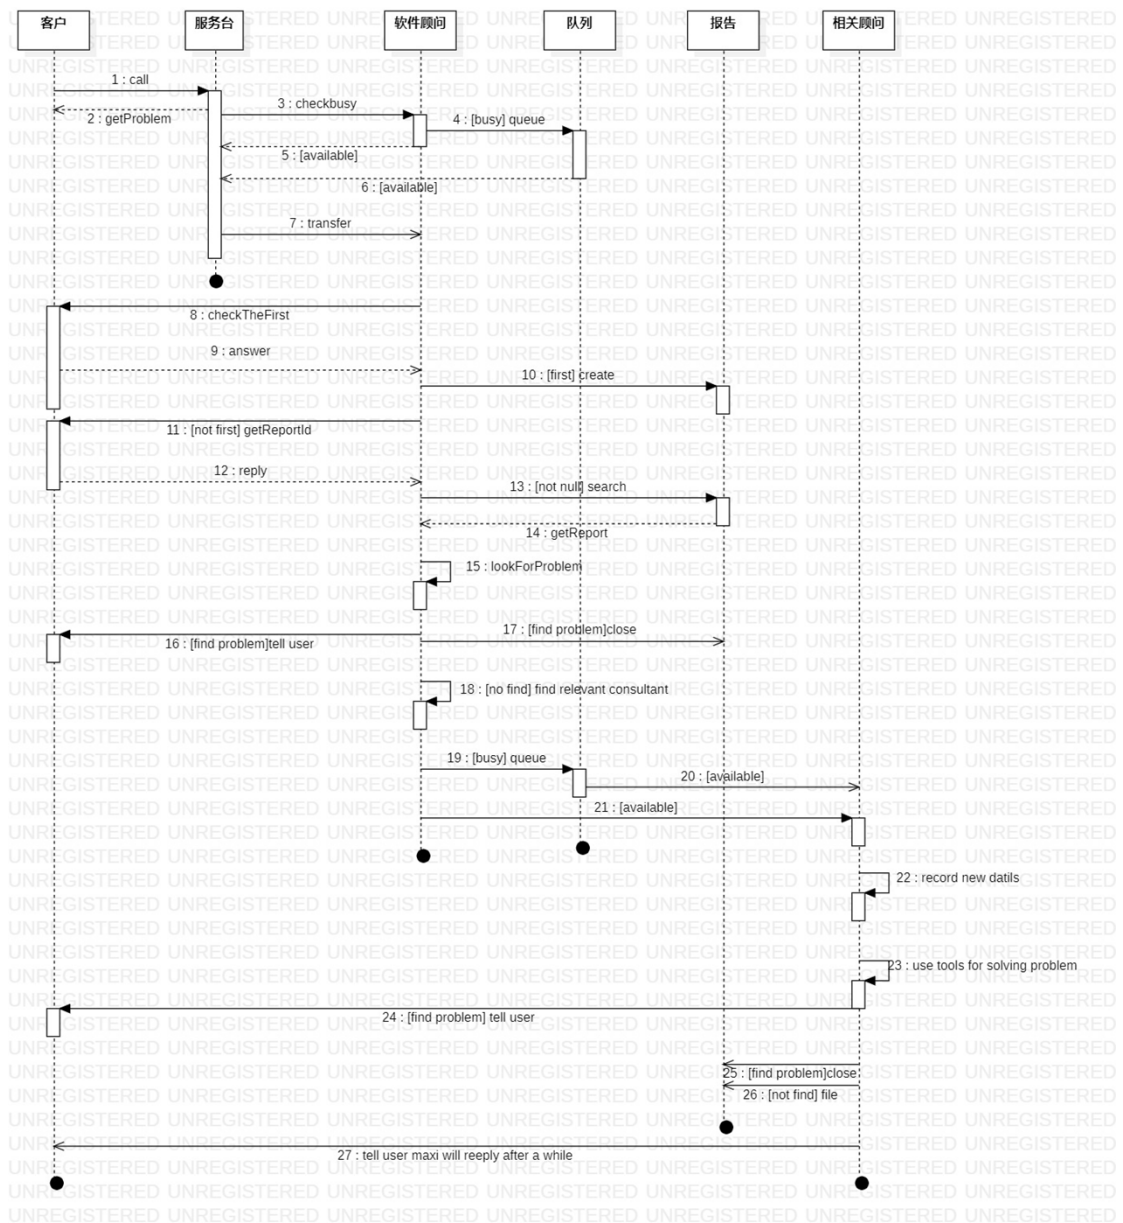 客户 服务台 软件顾问 队列 报告 相关顾问
1 : call
2 : getProblem
3 : checkbusy
4 : [busy] queue
5 : [available]
6 : [available]
7 : transfer
8 : checkTheFirst
9 : answer
10 : [first] create
11 : [not first] getReportId
12 : reply
13 : [not null] search
14 : getReport
15 : lookForProblem
16 : [find problem]tell user
17 : [find problem]close
18 : [no find] find relevant consultant
19 : [busy] queue
20 : [available]
21 : [available]
22 : record new datils
23 : use tools for solving problem
24 : [find problem] tell user
25 : [find problem]close
26 : [not find] file
27 : tell user maxi will reeply after a while
UNREGISTERED